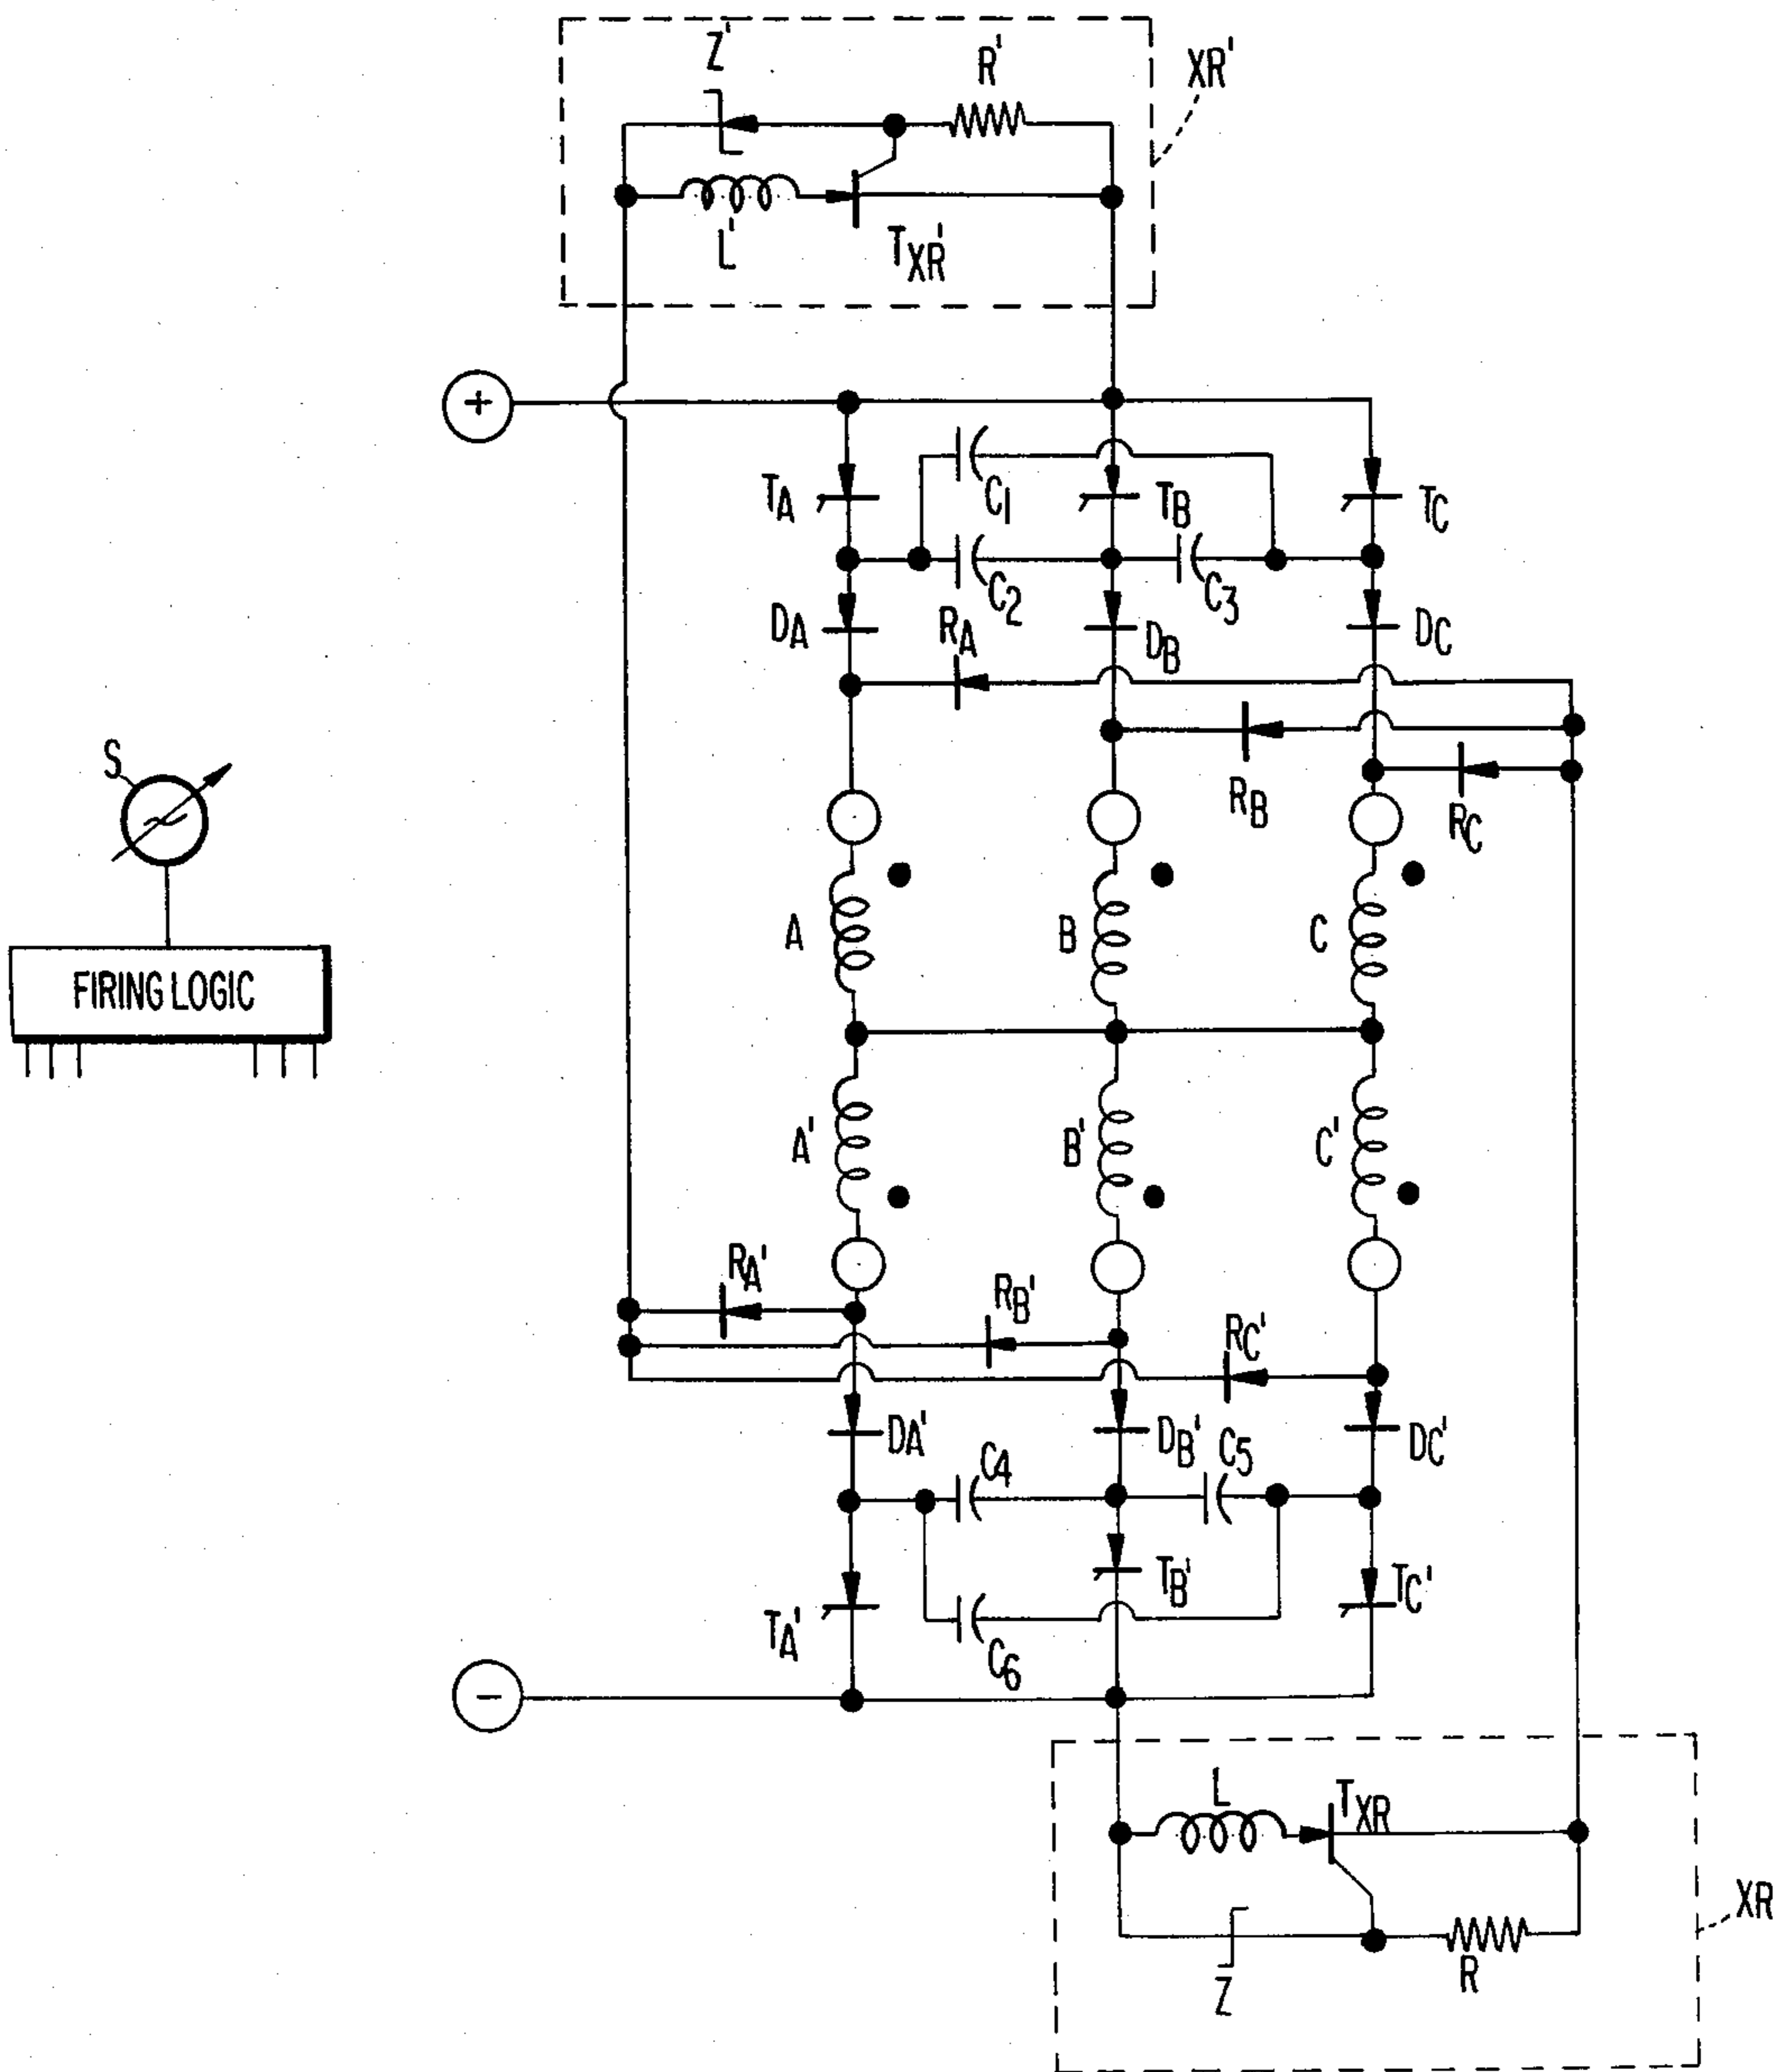 Z' R' XR'
L' TXR'
+
C1
TA TB TC
C2 C3
DA RA DB DC
S RB RC
A B C
FIRING LOGIC
A' B' C'
RA' RB' RC'
DA' DB' DC'
C4 C5
TA' TB' TC'
C6
-
L TXR
XR
Z R